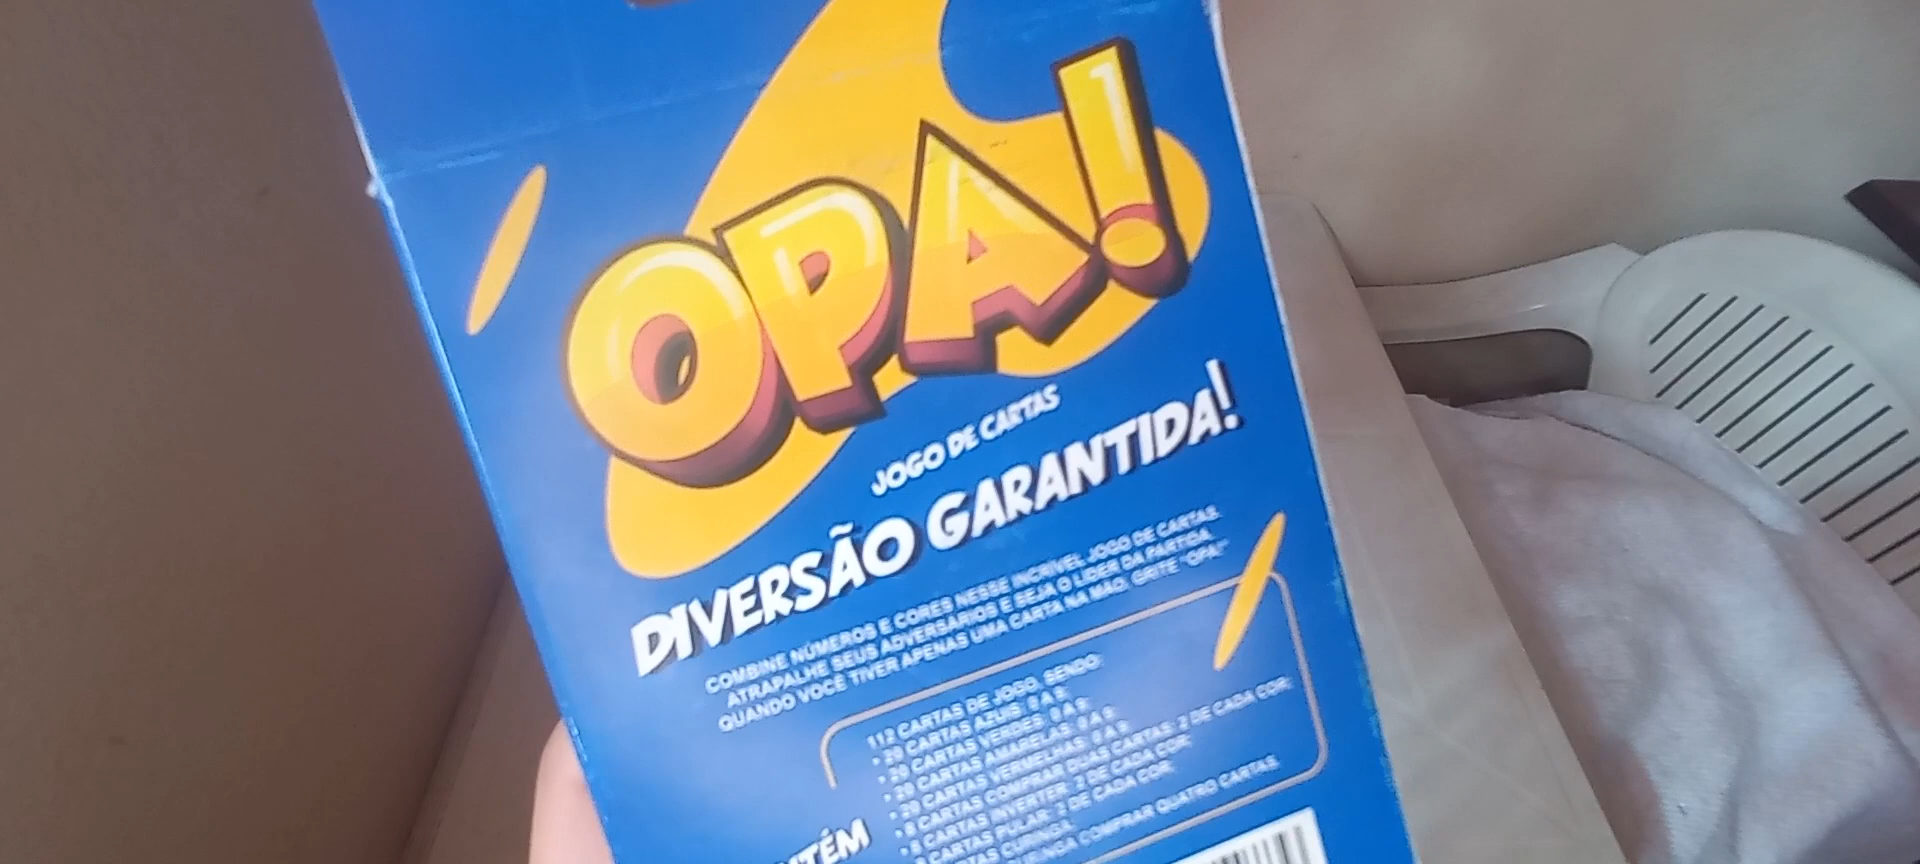 OPA!
JOGO DE CARTAS
DIVERSÃO GARANTIDA!
COMBINE NÚMEROS E CORES NESSE INCRÍVEL JOGO DE CARTAS.
ATRAPALHE SEUS ADVERSÁRIOS E SEJA O LÍDER DA PARTIDA.
QUANDO VOCÊ TIVER APENAS UMA CARTA NA MÃO, GRITE "OPA!"
112 CARTAS DE JOGO, SENDO:
• 20 CARTAS AZUIS: 0 A 9;
• 20 CARTAS VERDES: 0 A 9;
• 20 CARTAS AMARELAS: 0 A 9;
• 20 CARTAS VERMELHAS: 0 A 9;
• 8 CARTAS COMPRAR DUAS CARTAS: 2 DE CADA COR;
• 8 CARTAS INVERTER: 2 DE CADA COR;
CARTAS PULAR: 2 DE CADA COR;
CURINGA
CURINGA COMPRAR QUATRO CARTAS.